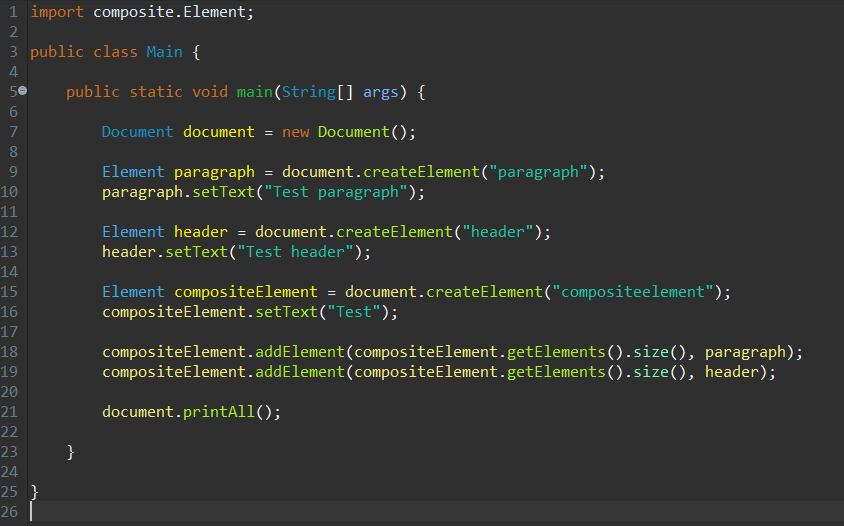 1 import composite.Element;
2
3 public class Main {
4
5 public static void main(String[] args) {
6
7 Document document = new Document();
8
9 Element paragraph = document.createElement("paragraph");
10 paragraph.setText("Test paragraph");
11
12 Element header = document.createElement("header");
13 header.setText("Test header");
14
15 Element compositeElement = document.createElement("compositeelement");
16 compositeElement.setText("Test");
17
18 compositeElement.addElement(compositeElement.getElements().size(), paragraph);
19 compositeElement.addElement(compositeElement.getElements().size(), header);
20
21 document.printAll();
22
23 }
24
25 }
26